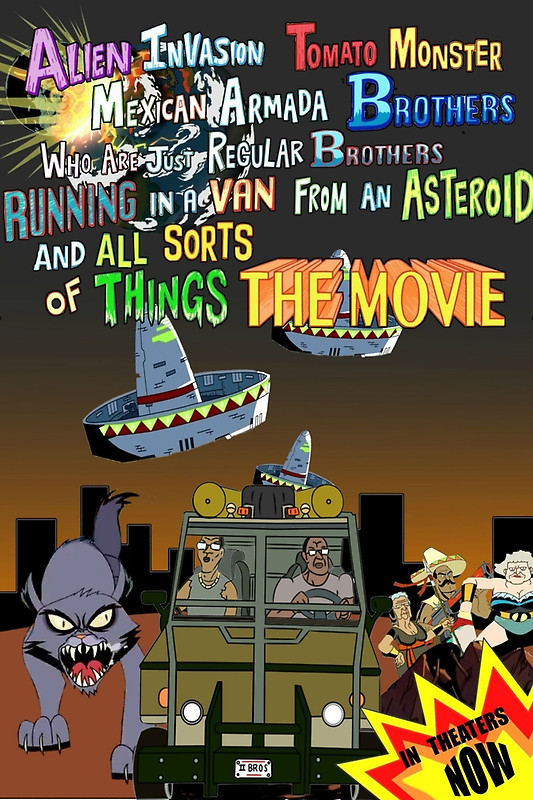 Alien Invasion Tomato Monster
Mexican Armada Brothers
Who Are Just Regular Brothers
Running in a van from an Asteroid
and All Sorts
of Things The Movie
II BROS
IN THEATERS
NOW